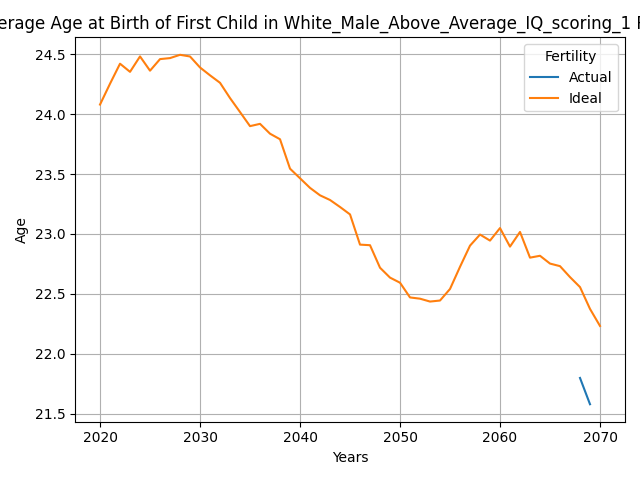 erage Age at Birth of First Child in White_Male_Above_Average_IQ_scoring_1
Fertility
Actual
Ideal
24.5
24.0
23.5
23.0
22.5
22.0
21.5
Age
2020 2030 2040 2050 2060 2070
Years